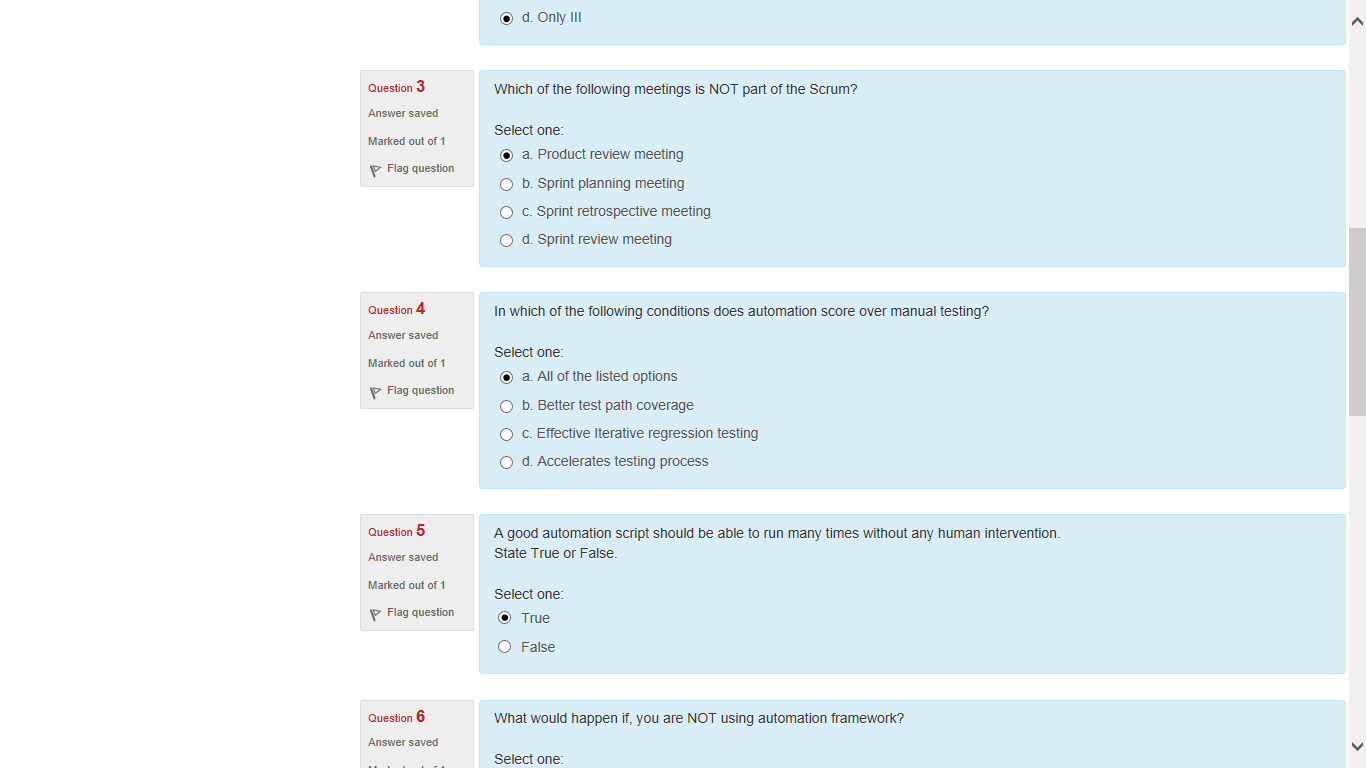 d. Only III
Question 3
Answer saved
Marked out of 1
Flag question
Which of the following meetings is NOT part of the Scrum?
Select one:
a. Product review meeting
b. Sprint planning meeting
c. Sprint retrospective meeting
d. Sprint review meeting
Question 4
Answer saved
Marked out of 1
Flag question
In which of the following conditions does automation score over manual testing?
Select one:
a. All of the listed options
b. Better test path coverage
c. Effective Iterative regression testing
d. Accelerates testing process
Question 5
Answer saved
Marked out of 1
Flag question
A good automation script should be able to run many times without any human intervention.
State True or False.
Select one:
True
False
Question 6
Answer saved
What would happen if, you are NOT using automation framework?
Select one: